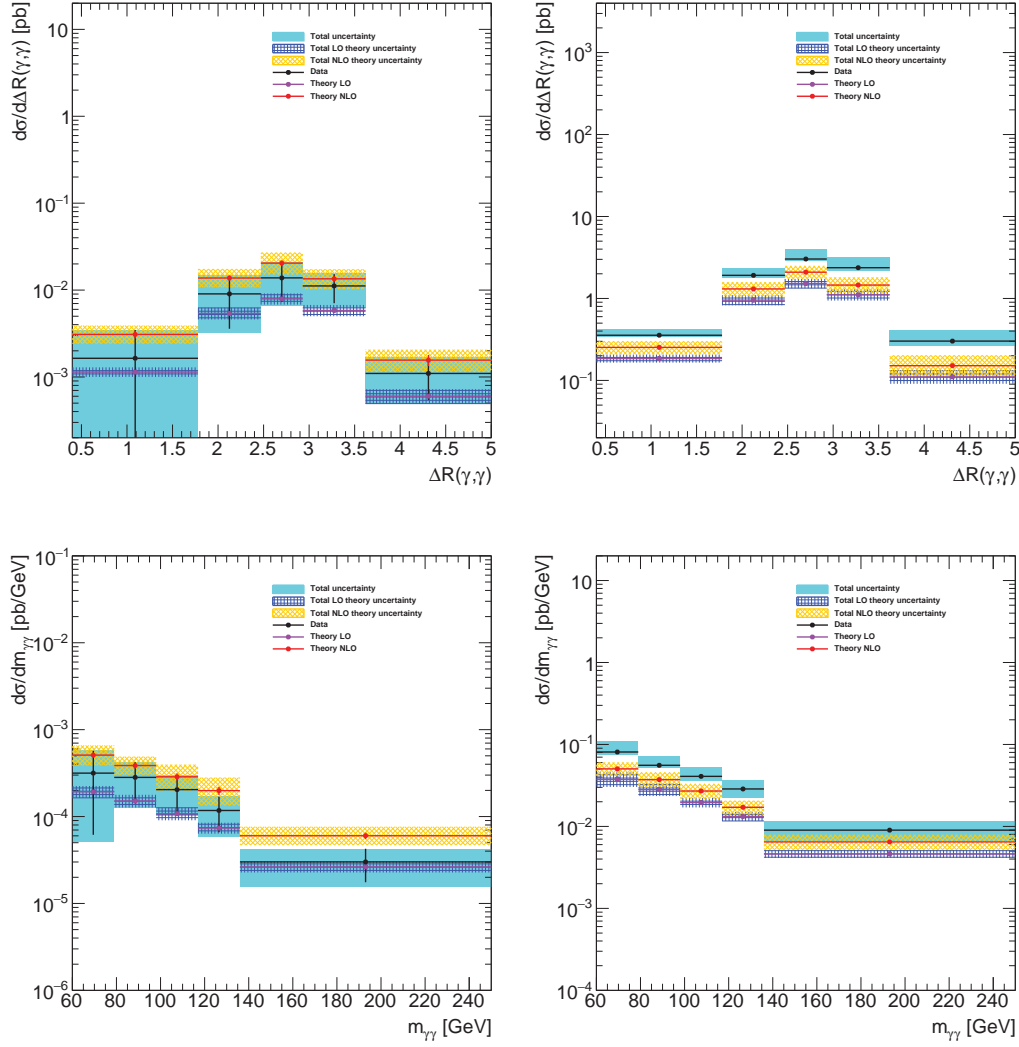 dσ/dΔR(γ,γ) [pb]
10
1
10⁻¹
10⁻²
10⁻³
Total uncertainty
Total LO theory uncertainty
Total NLO theory uncertainty
Data
Theory LO
Theory NLO
0.5 1 1.5 2 2.5 3 3.5 4 4.5 5
ΔR(γ,γ)
dσ/dΔR(γ,γ) [pb]
10³
10²
10
1
10⁻¹
Total uncertainty
Total LO theory uncertainty
Total NLO theory uncertainty
Data
Theory LO
Theory NLO
0.5 1 1.5 2 2.5 3 3.5 4 4.5 5
ΔR(γ,γ)
dσ/dm_γγ [pb/GeV]
10⁻¹
10⁻²
10⁻³
10⁻⁴
10⁻⁵
10⁻⁶
Total uncertainty
Total LO theory uncertainty
Total NLO theory uncertainty
Data
Theory LO
Theory NLO
60 80 100 120 140 160 180 200 220 240
m_γγ [GeV]
dσ/dm_γγ [pb/GeV]
10
1
10⁻¹
10⁻²
10⁻³
10⁻⁴
Total uncertainty
Total LO theory uncertainty
Total NLO theory uncertainty
Data
Theory LO
Theory NLO
60 80 100 120 140 160 180 200 220 240
m_γγ [GeV]